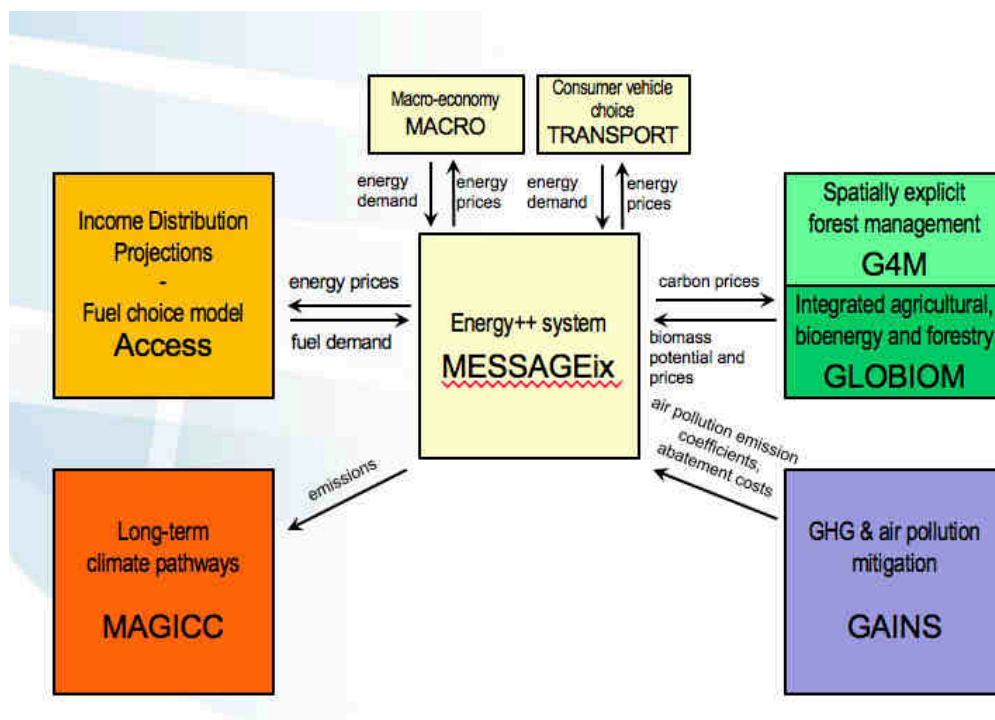 Macro-economy
MACRO
Consumer vehicle
choice
TRANSPORT
energy
demand
energy
prices
energy
demand
energy
prices
Income Distribution
Projections
-
Fuel choice model
Access
energy prices
fuel demand
Energy++ system
MESSAGEix
carbon prices
biomass
potential and
prices
Spatially explicit
forest management
G4M
Integrated agricultural,
bioenergy and forestry
GLOBIOM
air pollution emission
coefficients,
abatement costs
emissions
Long-term
climate pathways
MAGICC
GHG & air pollution
mitigation
GAINS